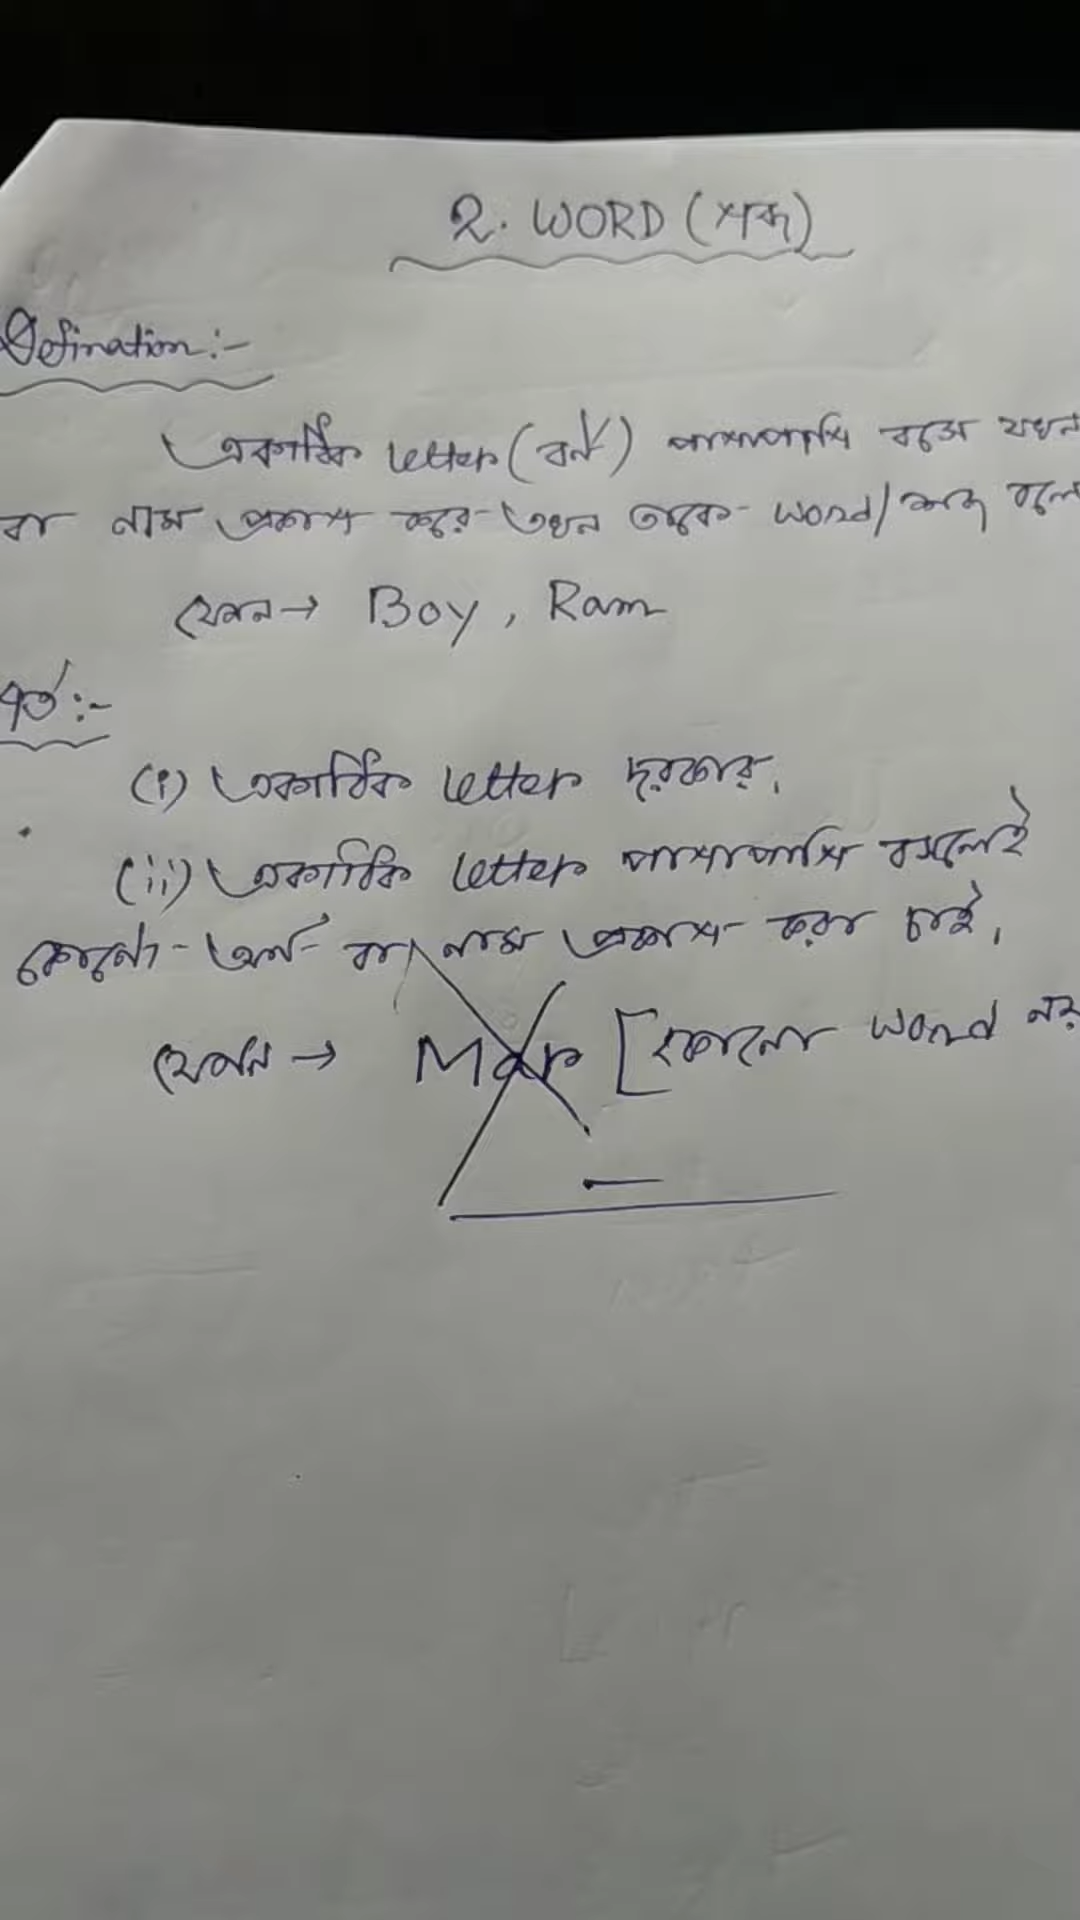 2. WORD (শব্দ)
Defination:-
একাধিক letter (বর্ণ) পাশাপাশি বসে যখন
বা নাম প্রকাশ করে তখন তাকে word/শব্দ বলে
যেমন→ Boy, Ram
শর্ত:-
(i) একাধিক letter দরকার.
(ii) একাধিক letter পাশাপাশি বসলেই
কোনো অর্থ বা নাম প্রকাশ করা চাই.
যেমন → [কোনো word নয়